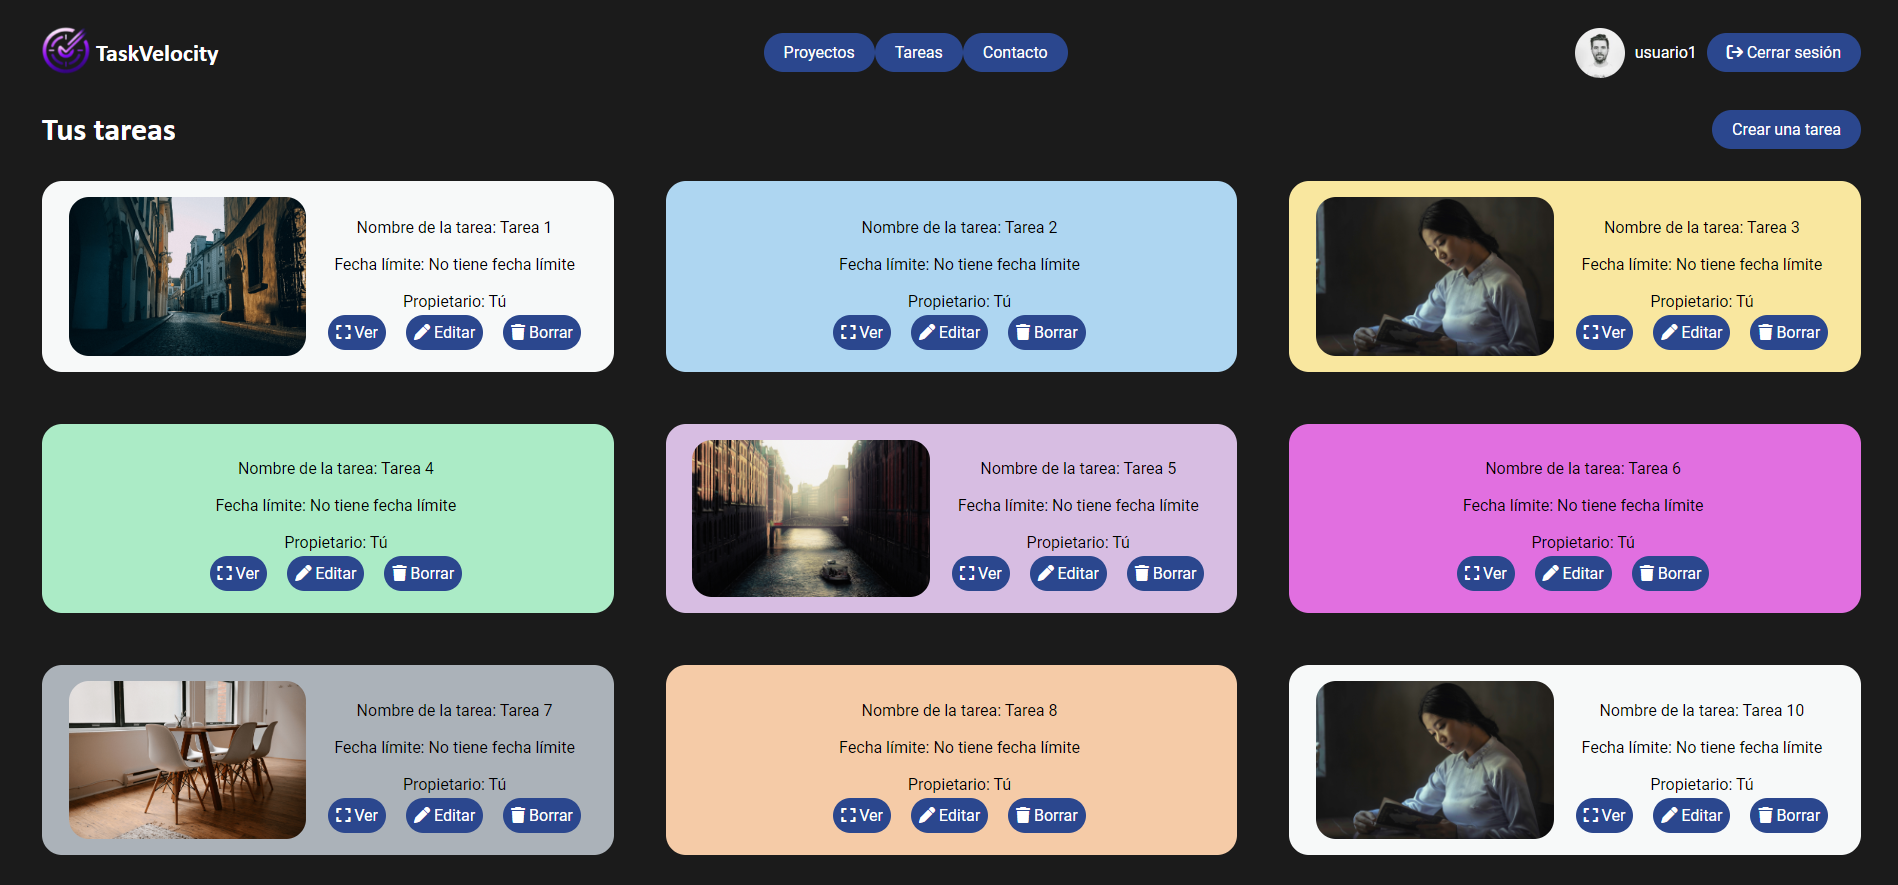 TaskVelocity
Proyectos Tareas Contacto
usuario1 Cerrar sesión
Tus tareas
Crear una tarea
Nombre de la tarea: Tarea 1
Fecha límite: No tiene fecha límite
Propietario: Tú
Ver Editar Borrar
Nombre de la tarea: Tarea 2
Fecha límite: No tiene fecha límite
Propietario: Tú
Ver Editar Borrar
Nombre de la tarea: Tarea 3
Fecha límite: No tiene fecha límite
Propietario: Tú
Ver Editar Borrar
Nombre de la tarea: Tarea 4
Fecha límite: No tiene fecha límite
Propietario: Tú
Ver Editar Borrar
Nombre de la tarea: Tarea 5
Fecha límite: No tiene fecha límite
Propietario: Tú
Ver Editar Borrar
Nombre de la tarea: Tarea 6
Fecha límite: No tiene fecha límite
Propietario: Tú
Ver Editar Borrar
Nombre de la tarea: Tarea 7
Fecha límite: No tiene fecha límite
Propietario: Tú
Ver Editar Borrar
Nombre de la tarea: Tarea 8
Fecha límite: No tiene fecha límite
Propietario: Tú
Ver Editar Borrar
Nombre de la tarea: Tarea 10
Fecha límite: No tiene fecha límite
Propietario: Tú
Ver Editar Borrar